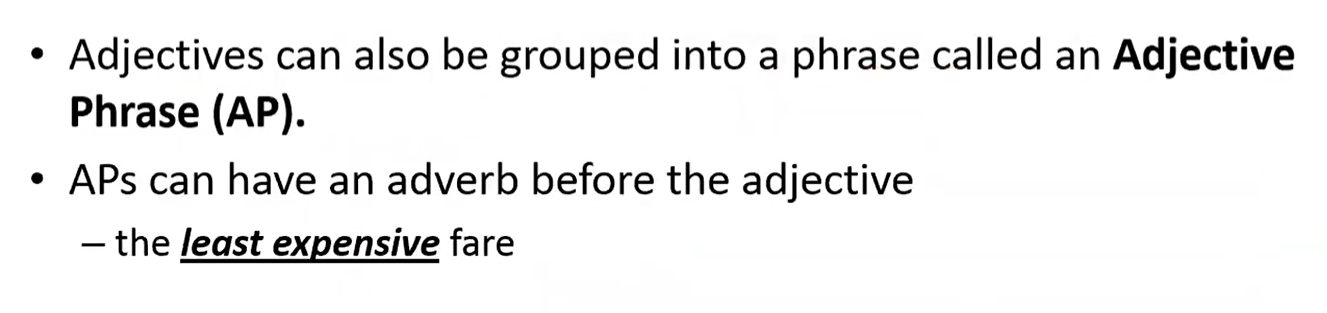 • Adjectives can also be grouped into a phrase called an Adjective
Phrase (AP).
• APs can have an adverb before the adjective
– the least expensive fare